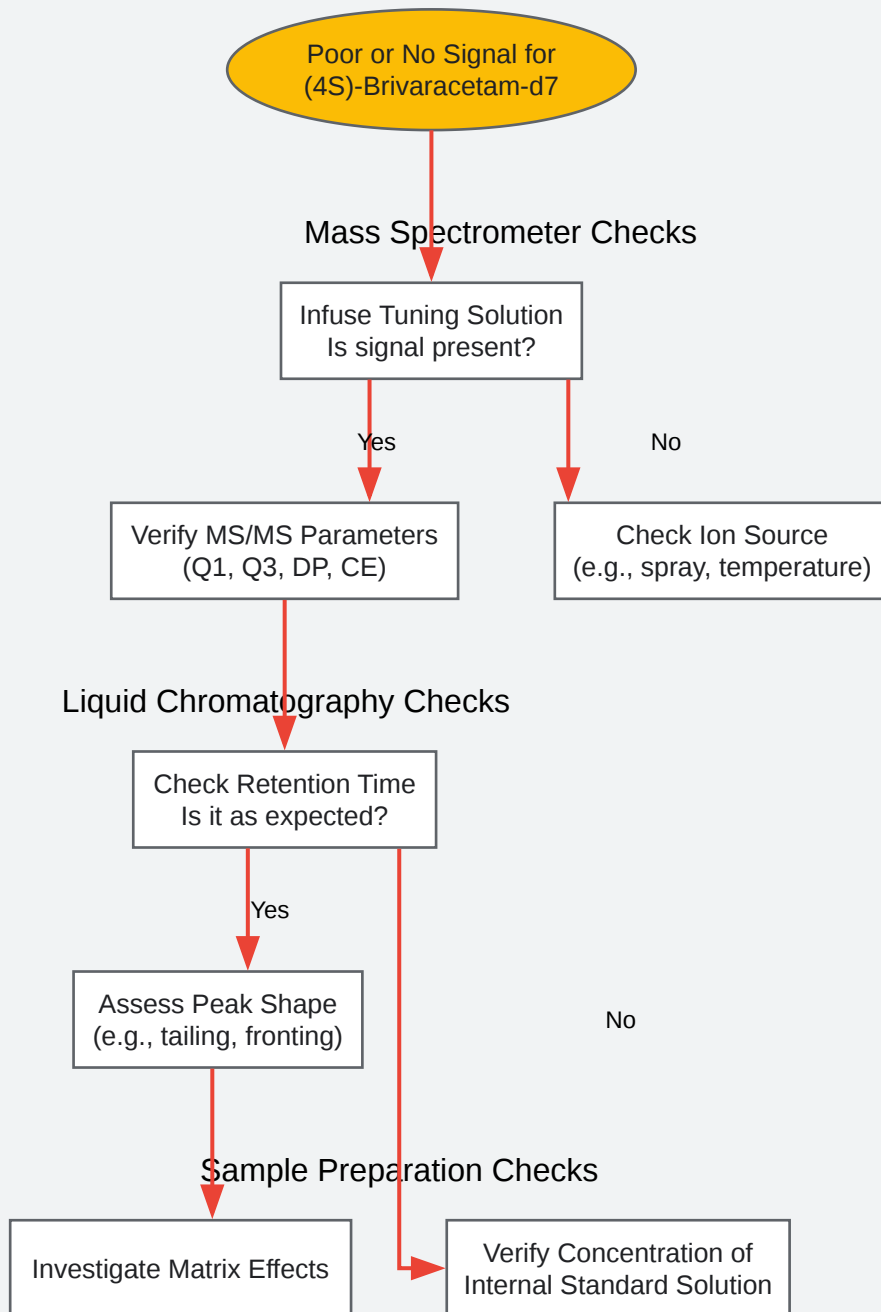 Poor or No Signal for
(4S)-Brivaracetam-d7
Mass Spectrometer Checks
Infuse Tuning Solution
Is signal present?
Yes
No
Verify MS/MS Parameters
(Q1, Q3, DP, CE)
Check Ion Source
(e.g., spray, temperature)
Liquid Chromatography Checks
Check Retention Time
Is it as expected?
Yes
Assess Peak Shape
(e.g., tailing, fronting)
No
Sample Preparation Checks
Investigate Matrix Effects
Verify Concentration of
Internal Standard Solution